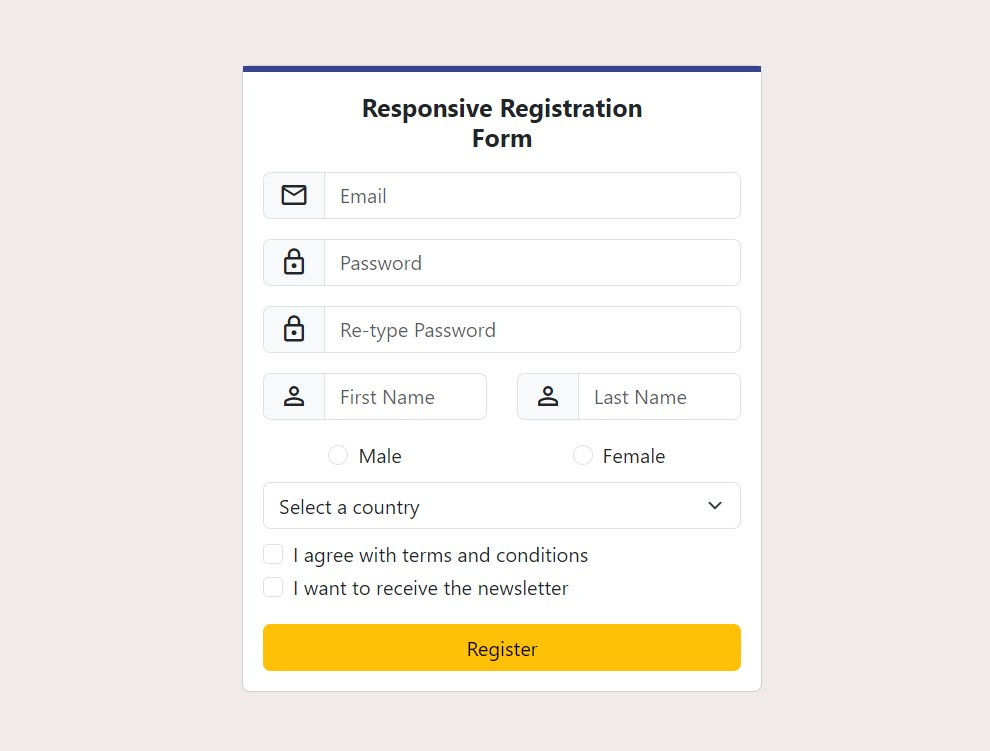 Responsive Registration
Form
Email
Password
Re-type Password
First Name
Last Name
Male
Female
Select a country
I agree with terms and conditions
I want to receive the newsletter
Register